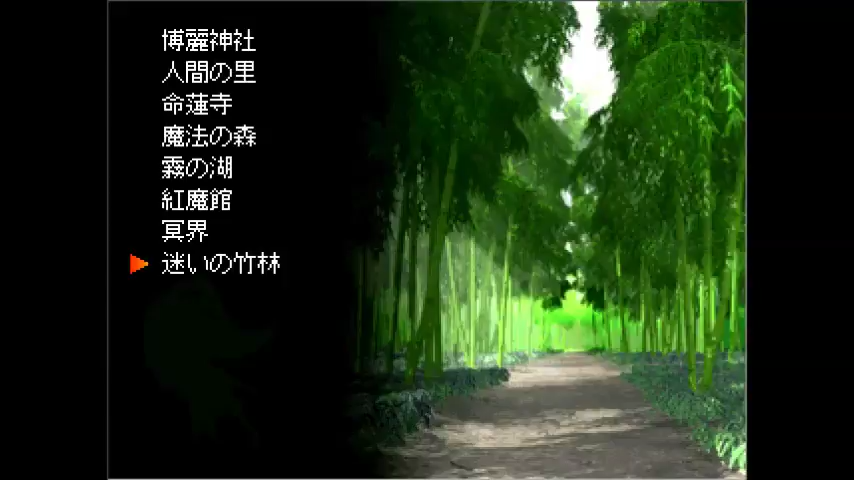 博麗神社
人間の里
命蓮寺
魔法の森
霧の湖
紅魔館
冥界
迷いの竹林